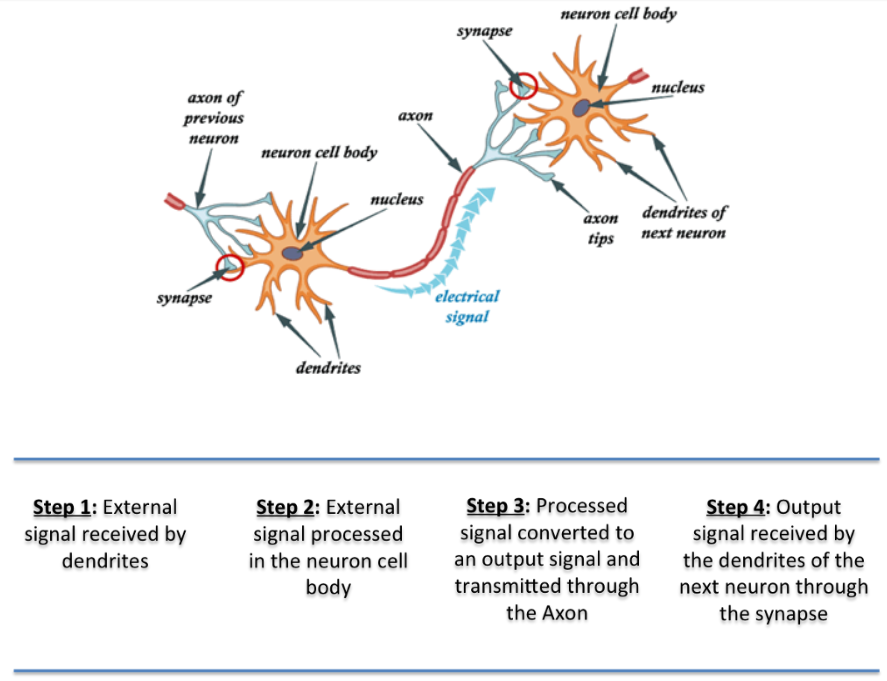 neuron cell body
synapse
nucleus
axon of
previous
neuron
axon
neuron cell body
nucleus
axon
tips
dendrites of
next neuron
synapse
electrical
signal
dendrites
Step 1: External
signal received by
dendrites
Step 2: External
signal processed
in the neuron cell
body
Step 3: Processed
signal converted to
an output signal and
transmitted through
the Axon
Step 4: Output
signal received by
the dendrites of the
next neuron through
the synapse